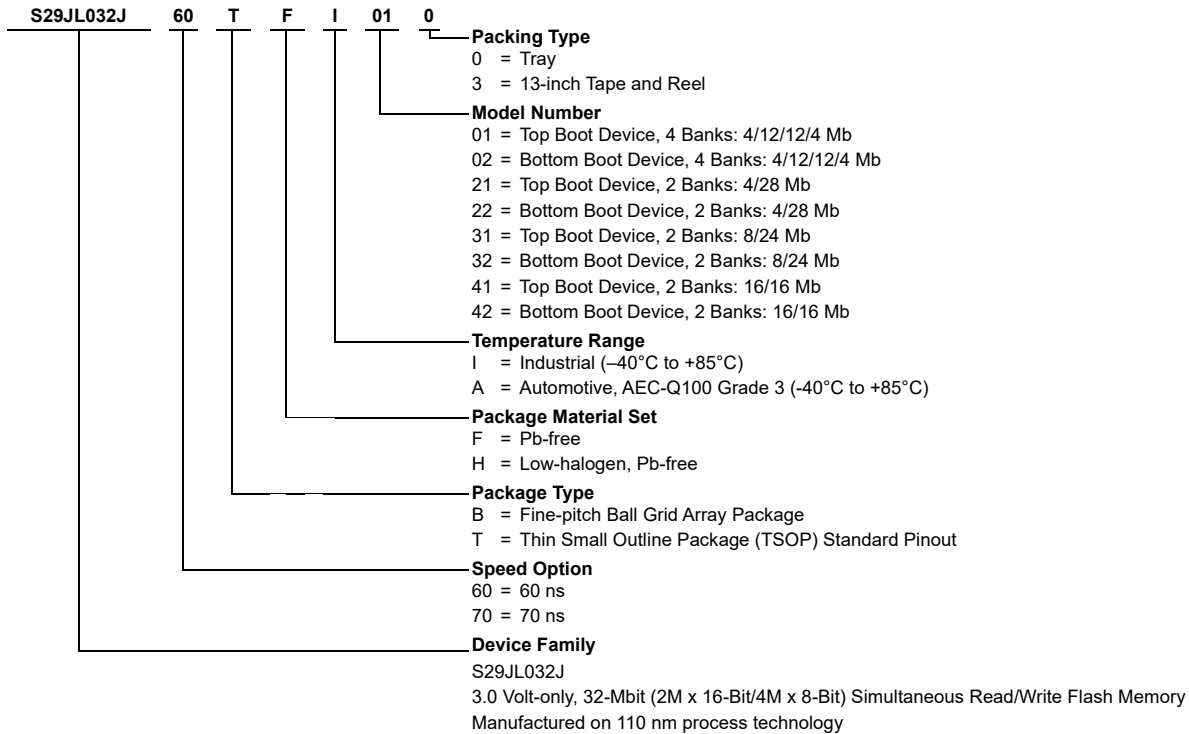 S29JL032J 60 T F I 01 0
Packing Type
0 = Tray
3 = 13-inch Tape and Reel
Model Number
01 = Top Boot Device, 4 Banks: 4/12/12/4 Mb
02 = Bottom Boot Device, 4 Banks: 4/12/12/4 Mb
21 = Top Boot Device, 2 Banks: 4/28 Mb
22 = Bottom Boot Device, 2 Banks: 4/28 Mb
31 = Top Boot Device, 2 Banks: 8/24 Mb
32 = Bottom Boot Device, 2 Banks: 8/24 Mb
41 = Top Boot Device, 2 Banks: 16/16 Mb
42 = Bottom Boot Device, 2 Banks: 16/16 Mb
Temperature Range
I = Industrial (–40°C to +85°C)
A = Automotive, AEC-Q100 Grade 3 (-40°C to +85°C)
Package Material Set
F = Pb-free
H = Low-halogen, Pb-free
Package Type
B = Fine-pitch Ball Grid Array Package
T = Thin Small Outline Package (TSOP) Standard Pinout
Speed Option
60 = 60 ns
70 = 70 ns
Device Family
S29JL032J
3.0 Volt-only, 32-Mbit (2M x 16-Bit/4M x 8-Bit) Simultaneous Read/Write Flash Memory
Manufactured on 110 nm process technology